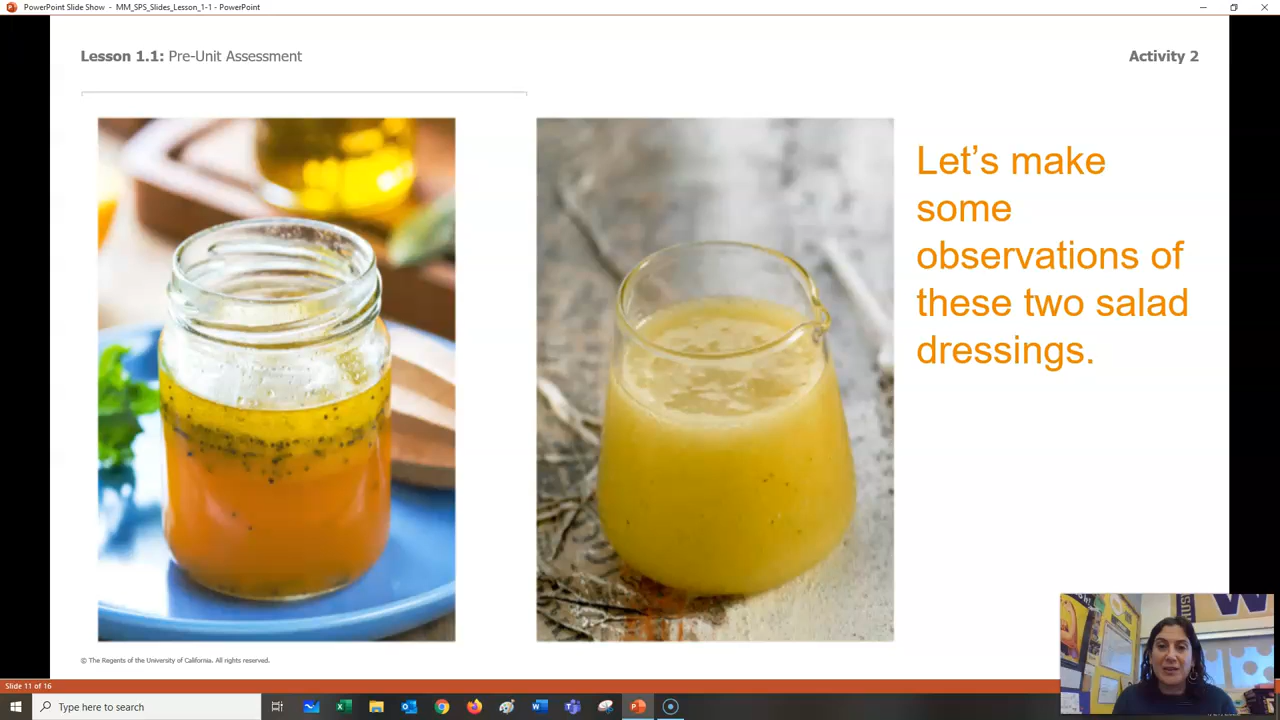 PowerPoint Slide Show - MM_SPS_Slides_Lesson_1-1 - PowerPoint
Lesson 1.1: Pre-Unit Assessment
Activity 2
Let's make
some
observations of
these two salad
dressings.
© The Regents of the University of California. All rights reserved.
W
Slide 11 of 16
Type here to search